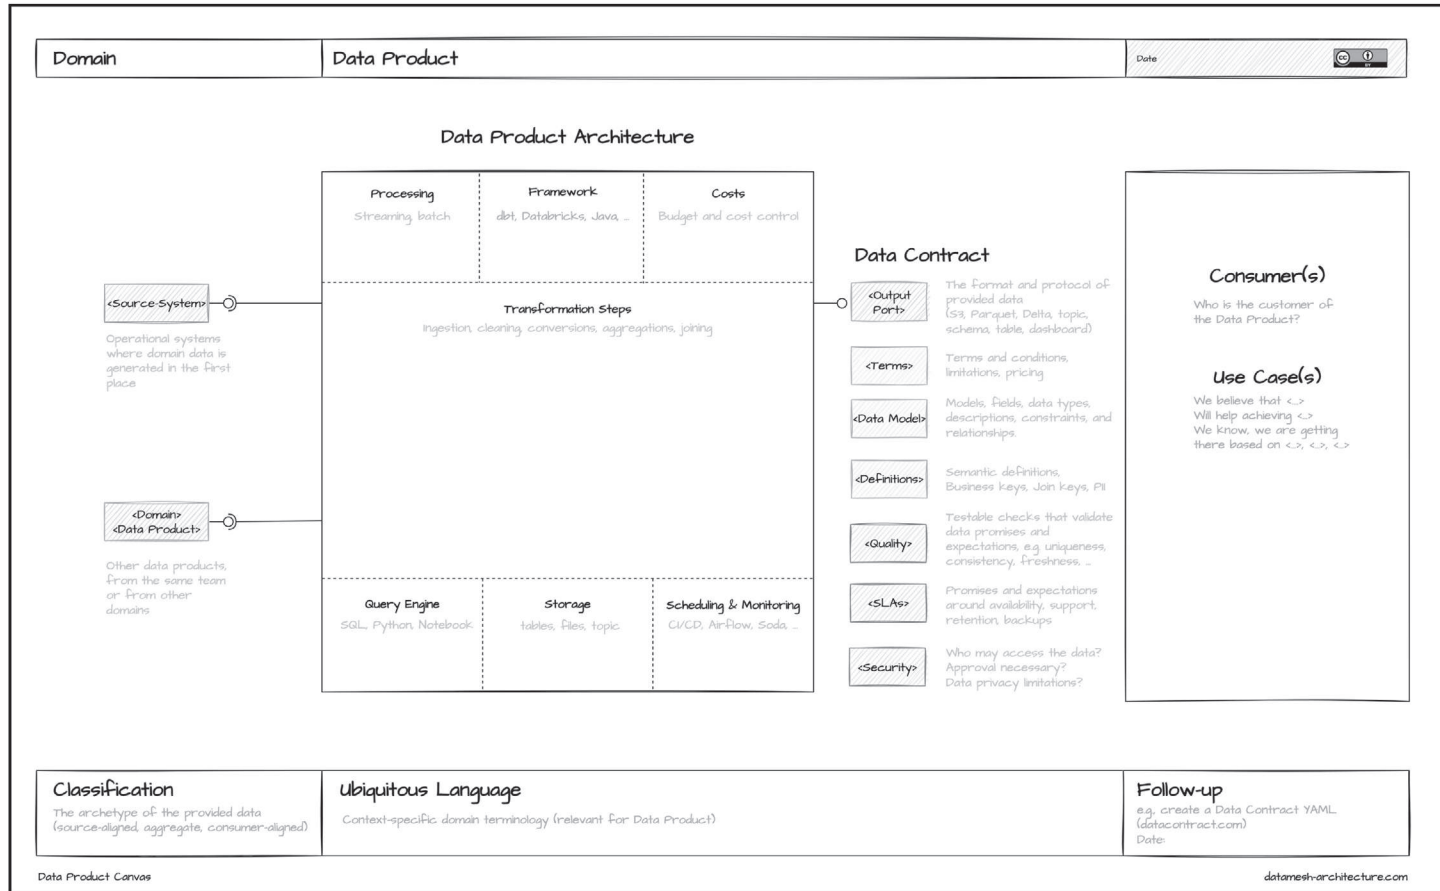 Domain
Data Product
Date
cc
BY
Data Product Architecture
Processing
Streaming, batch
Framework
dbt, Databricks, Java, ...
Costs
Budget and cost control
<Source-System>
Operational systems
where domain data is
generated in the first
place
Transformation Steps
Ingestion, cleaning, conversions, aggregations, joining
<Domain>
<Data Product>
Other data products,
from the same team
or from other
domains
Query Engine
SQL, Python, Notebook
Storage
tables, files, topic
Scheduling & Monitoring
CI/CD, Airflow, Soda, ...
Data Contract
<Output
Port>
The format and protocol of
provided data
(S3, Parquet, Delta, topic,
schema, table, dashboard)
<Terms>
Terms and conditions,
limitations, pricing
<Data Model>
Models, fields, data types,
descriptions, constraints, and
relationships.
<Definitions>
Semantic definitions,
Business keys, Join keys, PII
<Quality>
Testable checks that validate
data promises and
expectations, e.g. uniqueness,
consistency, freshness, ...
<SLAs>
Promises and expectations
around availability, support,
retention, backups
<Security>
Who may access the data?
Approval necessary?
Data privacy limitations?
Consumer(s)
Who is the customer of
the Data Product?
Use Case(s)
We believe that <...>
Will help achieving <...>
We know, we are getting
there based on <...>, <...>, <...>
Classification
The archetype of the provided data
(source-aligned, aggregate, consumer-aligned)
Ubiquitous Language
Context-specific domain terminology (relevant for Data Product)
Follow-up
e.g. create a Data Contract YAML
(datacontract.com)
Date:
Data Product Canvas
datamesh-architecture.com